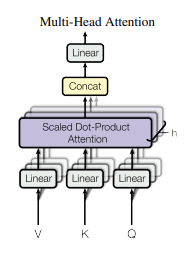 Multi-Head Attention
Linear
Concat
Scaled Dot-Product
Attention
h
Linear Linear Linear
V K Q